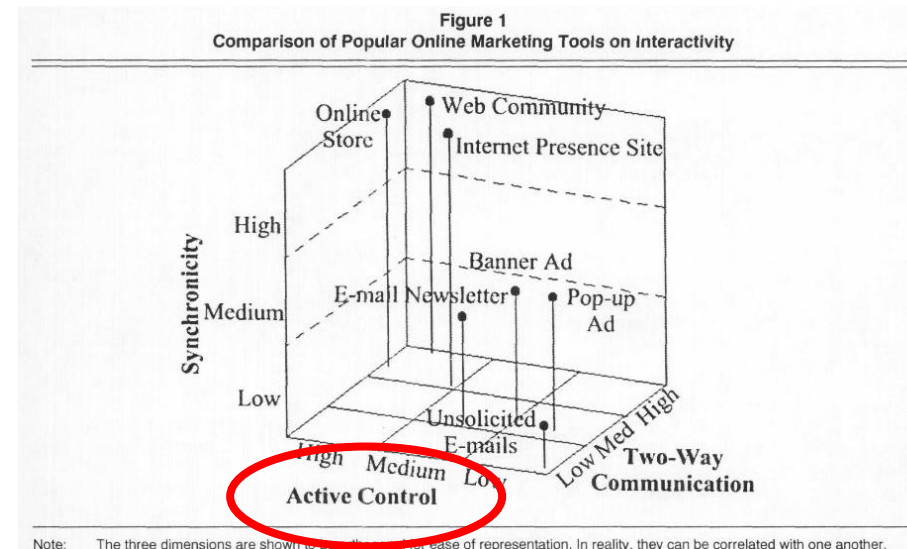 Figure 1
Comparison of Popular Online Marketing Tools on Interactivity
Online
Store
Web Community
Internet Presence Site
High
Banner Ad
E-mail Newsletter
Pop-up
Ad
Medium
Synchronicity
Low
Unsolicited
E-mails
High Medium Low
Low Med High
Active Control
Two-Way
Communication
Note: The three dimensions are shown to ease of representation. In reality, they can be correlated with one another.